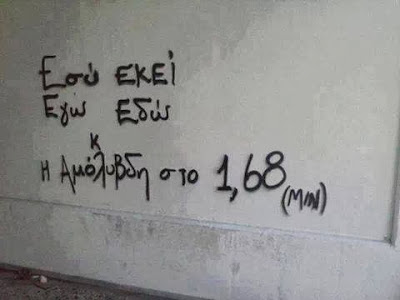 Εσύ ΕΚΕΙ
Εγώ Εδώ
κ
Η Αμόλυβδη στο 1,68
(MIN)